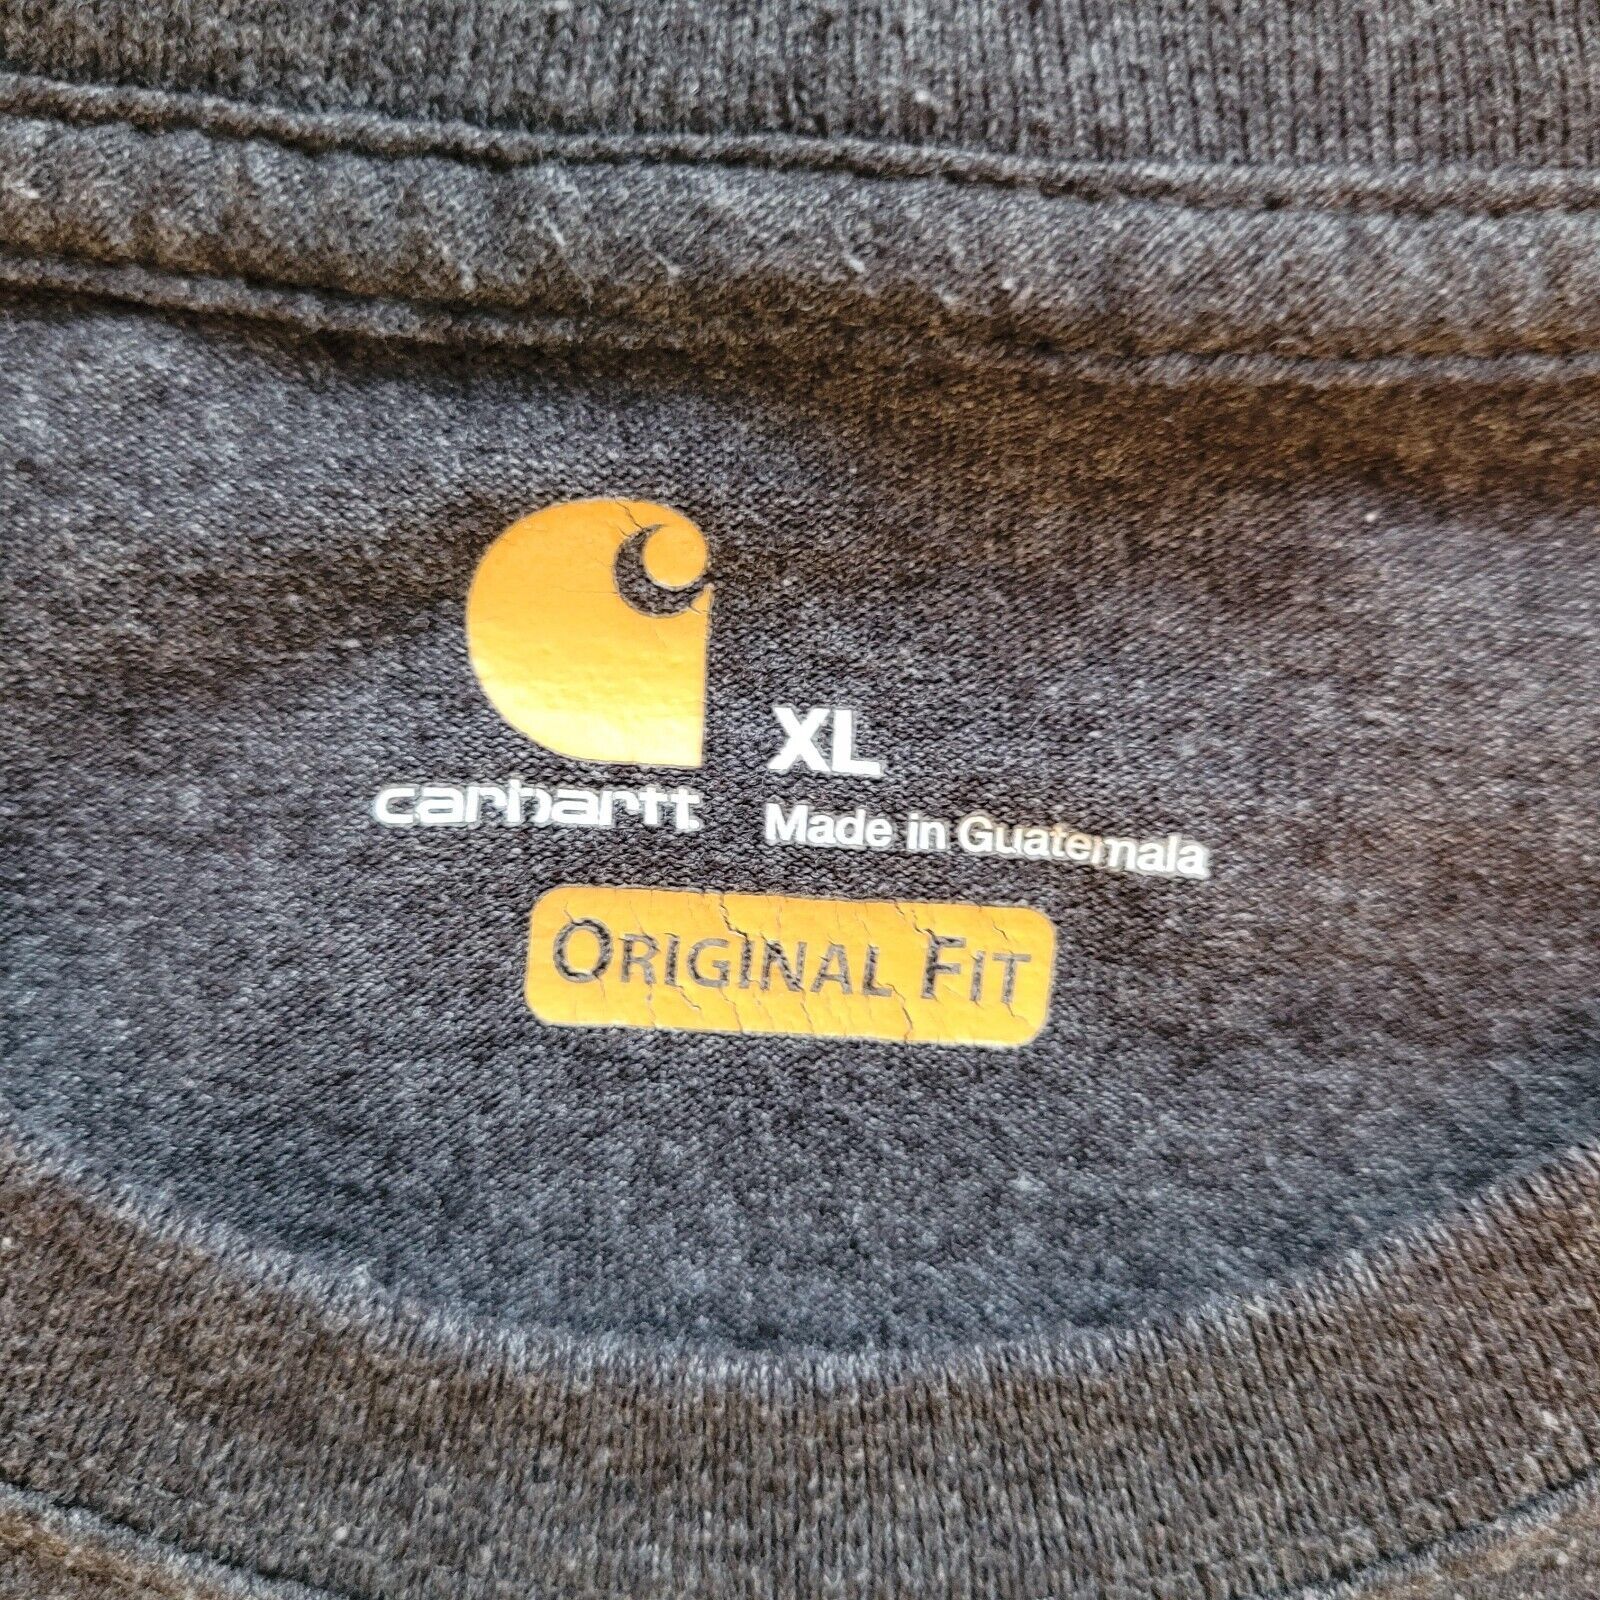 XL
carhartt
Made in Guatemala
ORIGINAL FIT